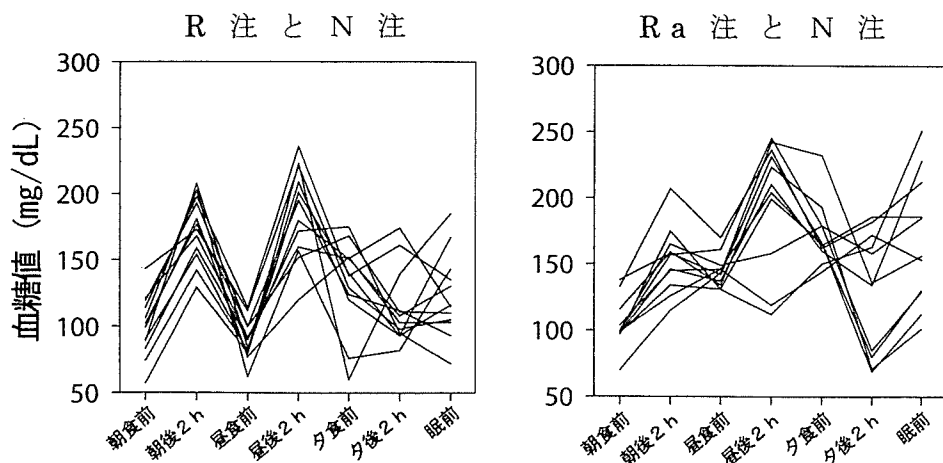 R 注 と N 注
Ra 注 と N 注
血糖値 (mg/dL)
300
250
200
150
100
50
朝食前
朝後2h
昼食前
昼後2h
夕食前
夕後2h
眠前
300
250
200
150
100
50
朝食前
朝後2h
昼食前
昼後2h
夕食前
夕後2h
眠前